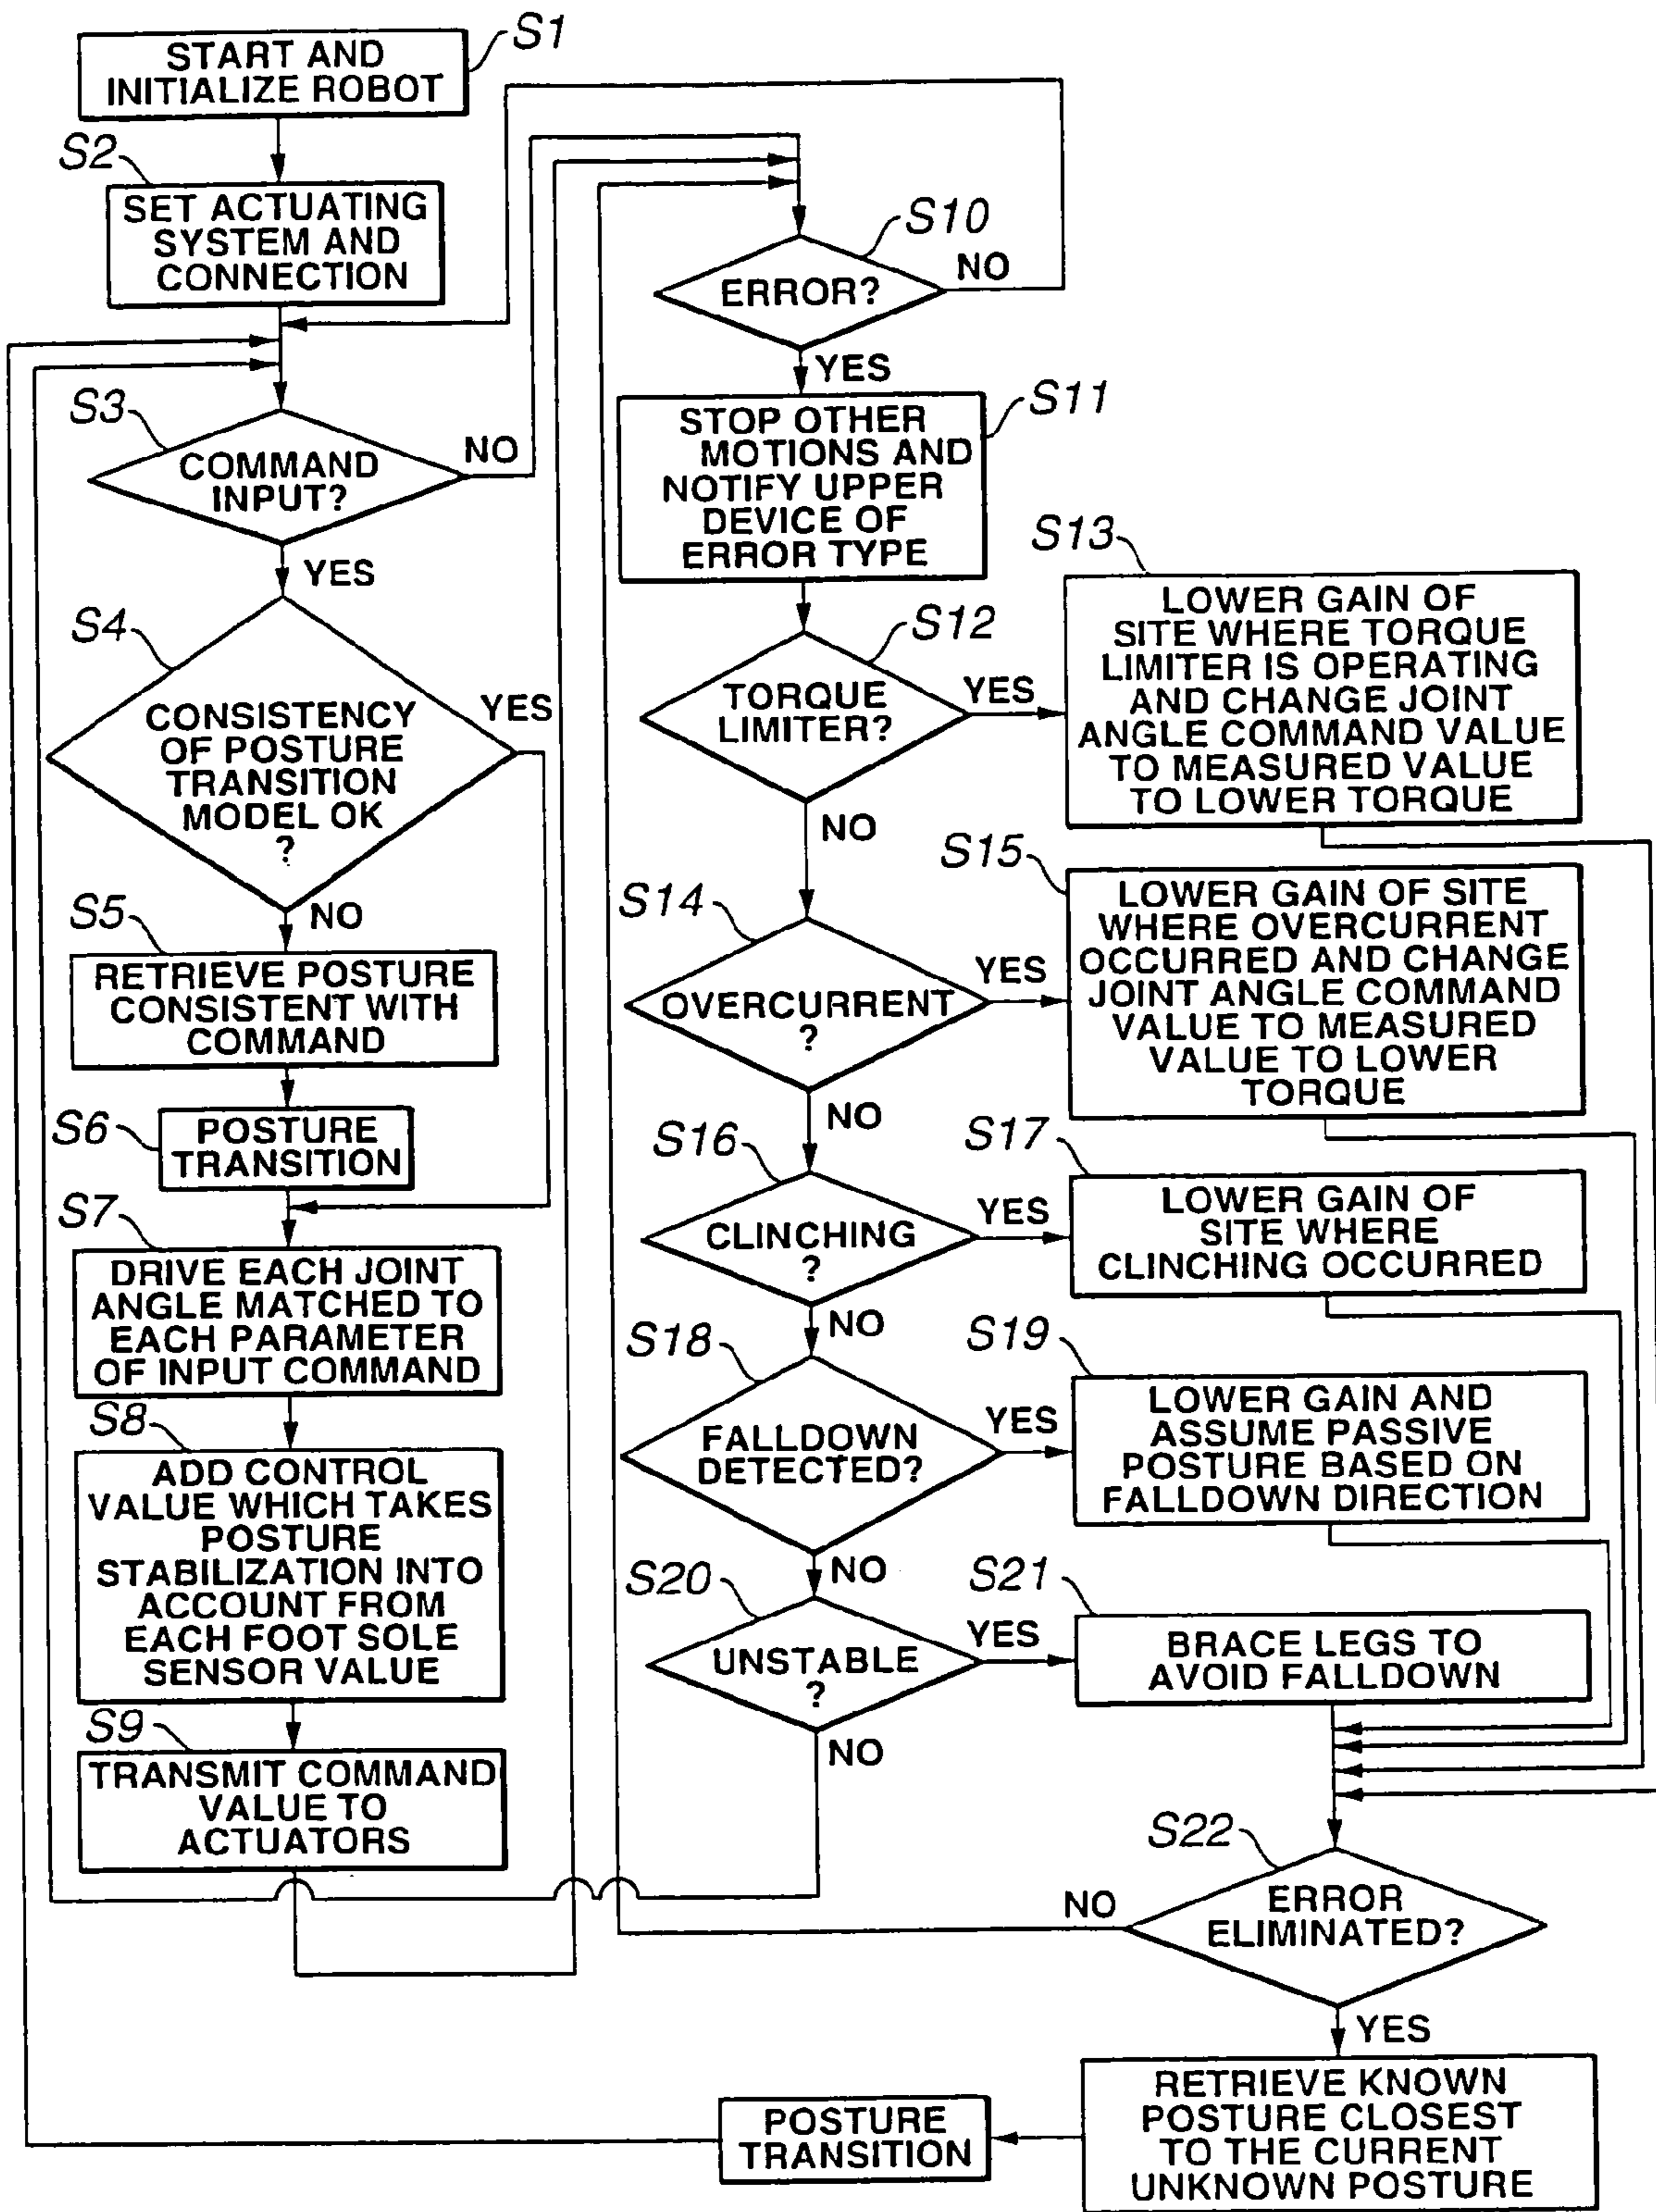 S1
START AND
INITIALIZE ROBOT
S2
SET ACTUATING
SYSTEM AND
CONNECTION
S3
COMMAND
INPUT?
NO
YES
S4
CONSISTENCY
OF POSTURE
TRANSITION
MODEL OK
?
YES
NO
S5
RETRIEVE POSTURE
CONSISTENT WITH
COMMAND
S6
POSTURE
TRANSITION
S7
DRIVE EACH JOINT
ANGLE MATCHED TO
EACH PARAMETER
OF INPUT COMMAND
S8
ADD CONTROL
VALUE WHICH TAKES
POSTURE
STABILIZATION INTO
ACCOUNT FROM
EACH FOOT SOLE
SENSOR VALUE
S9
TRANSMIT COMMAND
VALUE TO
ACTUATORS
S10
ERROR?
NO
YES
S11
STOP OTHER
MOTIONS AND
NOTIFY UPPER
DEVICE OF
ERROR TYPE
S12
TORQUE
LIMITER?
YES
NO
S13
LOWER GAIN OF
SITE WHERE TORQUE
LIMITER IS OPERATING
AND CHANGE JOINT
ANGLE COMMAND VALUE
TO MEASURED VALUE
TO LOWER TORQUE
S14
OVERCURRENT
?
YES
NO
S15
LOWER GAIN OF SITE
WHERE OVERCURRENT
OCCURRED AND CHANGE
JOINT ANGLE COMMAND
VALUE TO MEASURED
VALUE TO LOWER
TORQUE
S16
CLINCHING
?
YES
NO
S17
LOWER GAIN OF
SITE WHERE
CLINCHING OCCURRED
S18
FALLDOWN
DETECTED?
YES
NO
S19
LOWER GAIN AND
ASSUME PASSIVE
POSTURE BASED ON
FALLDOWN DIRECTION
S20
UNSTABLE
?
YES
NO
S21
BRACE LEGS TO
AVOID FALLDOWN
S22
ERROR
ELIMINATED?
NO
YES
RETRIEVE KNOWN
POSTURE CLOSEST
TO THE CURRENT
UNKNOWN POSTURE
POSTURE
TRANSITION